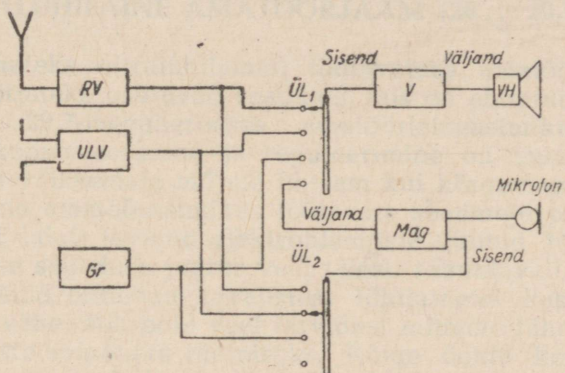 Sisend
Väljand
RV
ÜL1
V
VH
ULV
Mikrofon
Väljand
Mag
Sisend
ÜL2
Gr